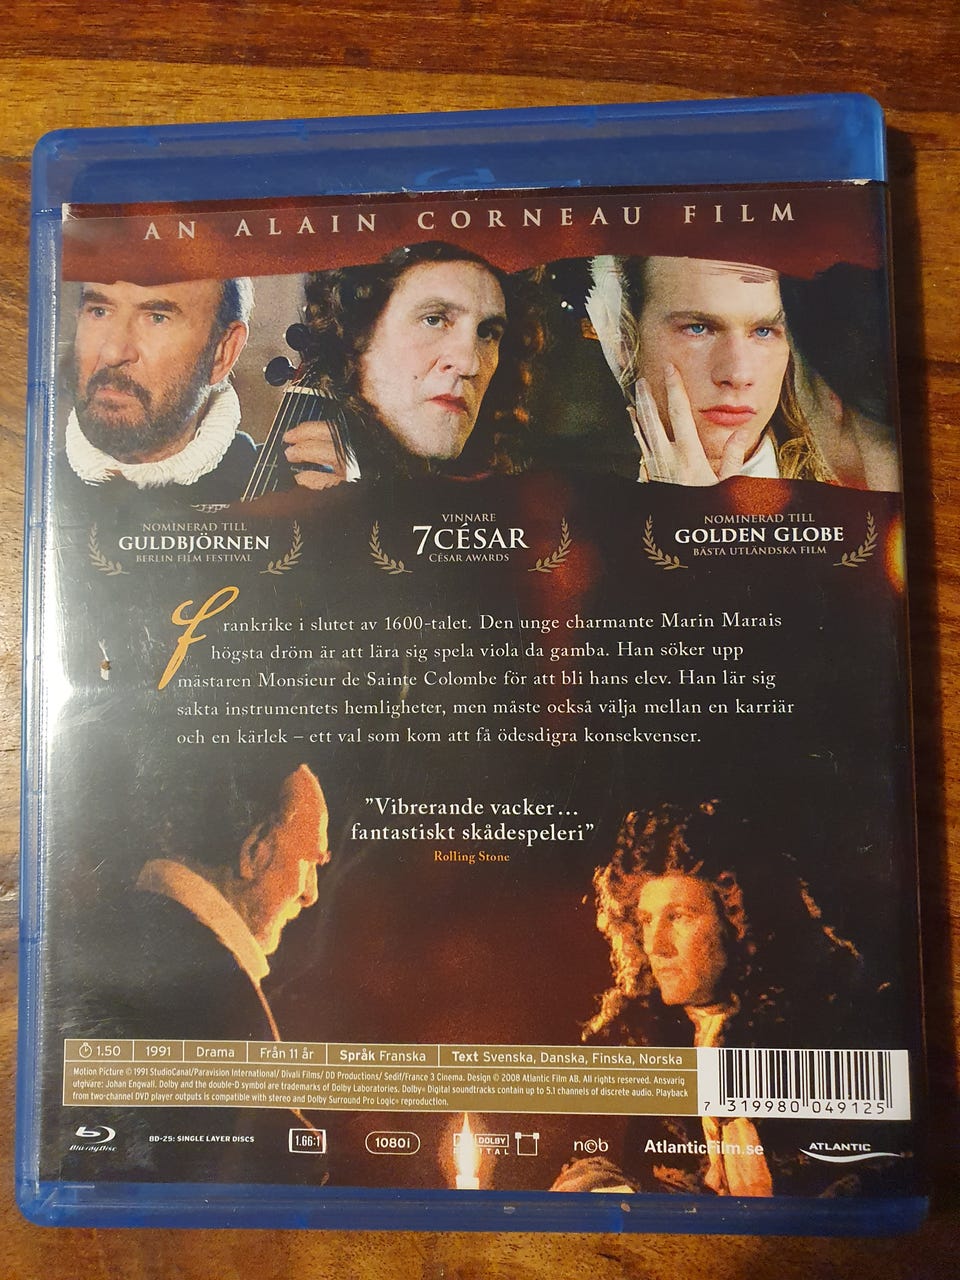 AN ALAIN CORNEAU FILM
NOMINERAD TILL
GULDBJÖRNEN
BERLIN FILM FESTIVAL
VINNARE
7 CÉSAR
CÉSAR AWARDS
NOMINERAD TILL
GOLDEN GLOBE
BÄSTA UTLÄNDSKA FILM
Frankrike i slutet av 1600-talet. Den unge charmante Marin Marais
högsta dröm är att lära sig spela viola da gamba. Han söker upp
mästaren Monsieur de Sainte Colombe för att bli hans elev. Han lär sig
sakta instrumentets hemligheter, men måste också välja mellan en karriär
och en kärlek – ett val som kom att få ödesdigra konsekvenser.
”Vibrerande vacker...
fantastiskt skådespeleri”
Rolling Stone
1.50 1991 Drama Från 11 år Språk Franska Text Svenska, Danska, Finska, Norska
Motion Picture © 1991 StudioCanal/Paravision International/ Divali Films/ DD Productions/ Sedif/France 3 Cinema. Design © 2008 Atlantic Film AB. All rights reserved. Ansvarig
utgivare: Johan Engwall. Dolby and the double-D symbol are trademarks of Dolby Laboratories. Dolby® Digital soundtracks contain up to 5.1 channels of discrete audio. Playback
from two-channel DVD player outputs is compatible with stereo and Dolby Surround Pro Logic® reproduction.
7 319980 049125
Blu-ray Disc BD-25: SINGLE LAYER DISCS 1.66:1 1080i DOLBY DIGITAL ncb AtlanticFilm.se ATLANTIC